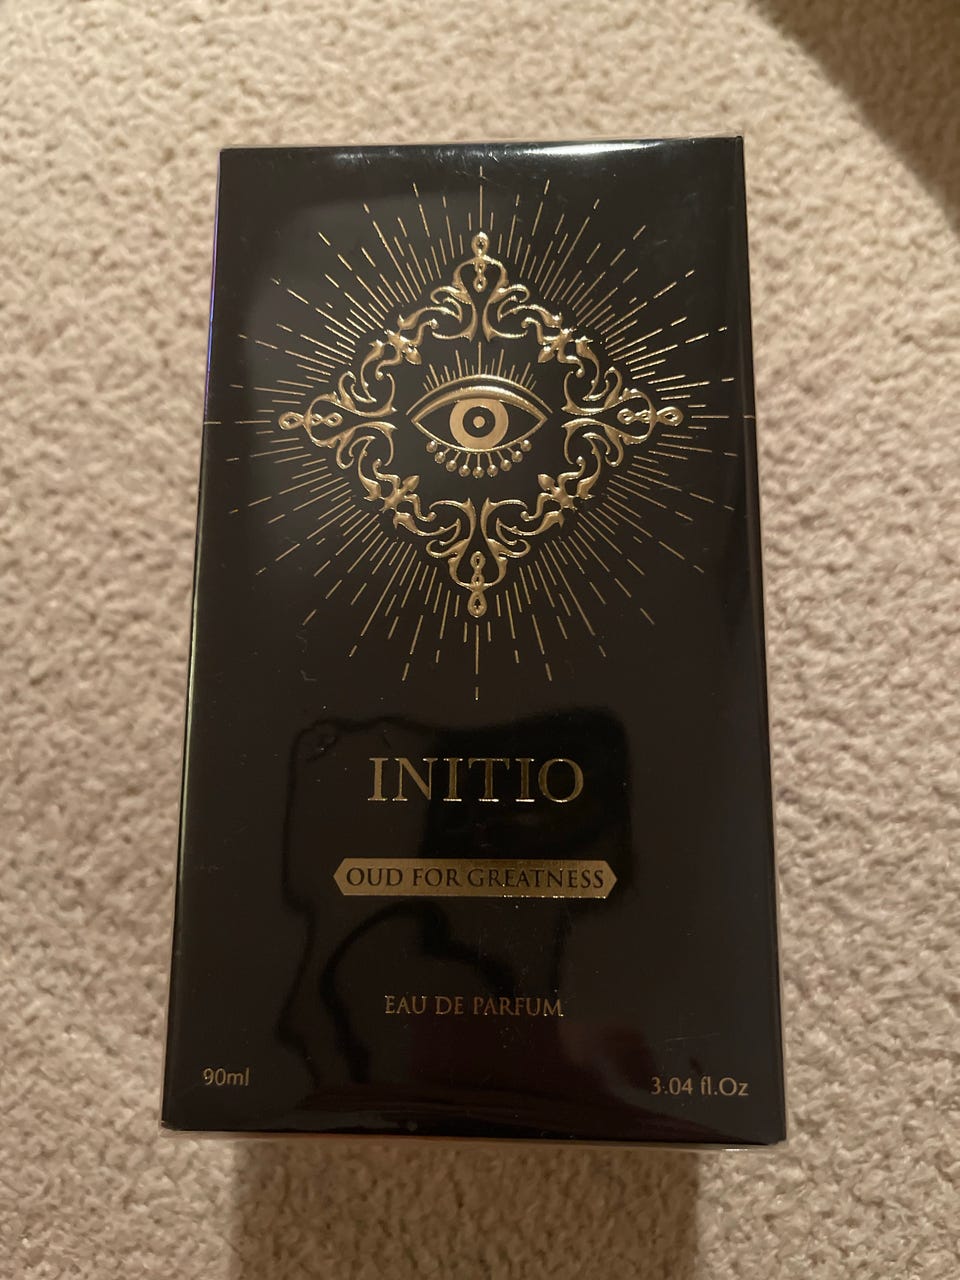 INITIO
OUD FOR GREATNESS
EAU DE PARFUM
90ml
3.04 fl.Oz